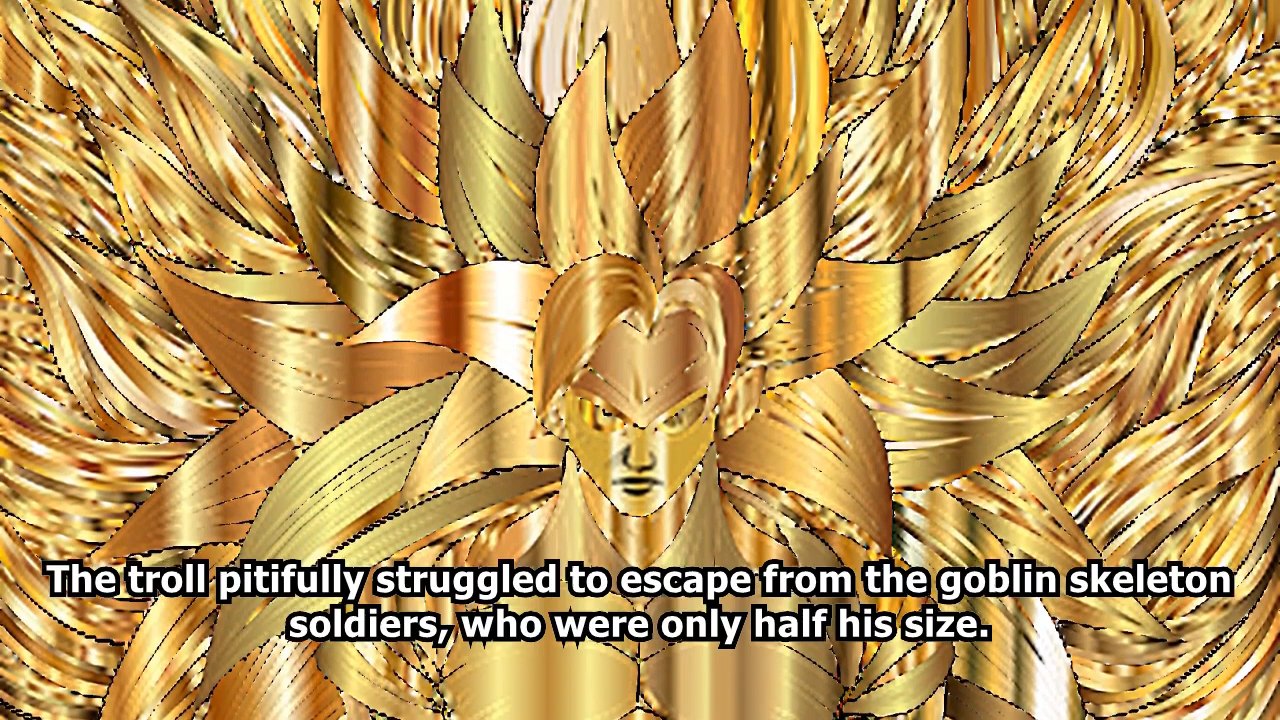 The troll pitifully struggled to escape from the goblin skeleton
soldiers, who were only half his size.